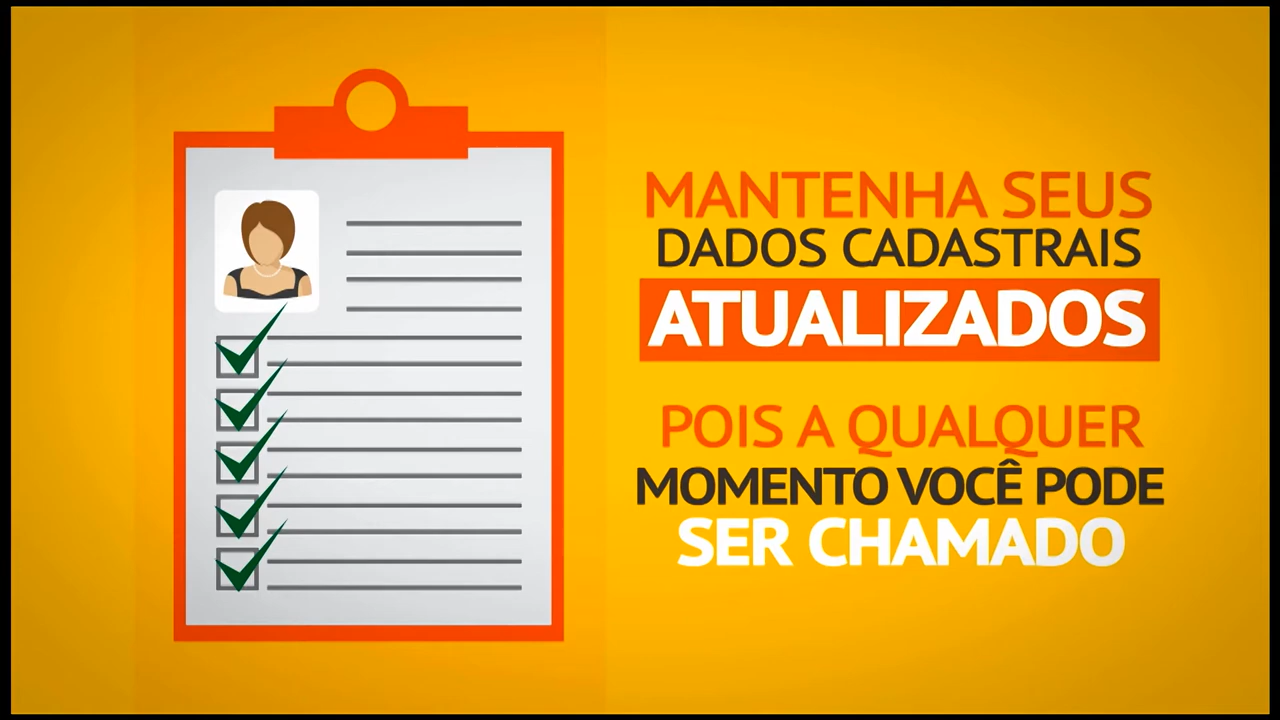 MANTENHA SEUS
DADOS CADASTRAIS
ATUALIZADOS
POIS A QUALQUER
MOMENTO VOCÊ PODE
SER CHAMADO